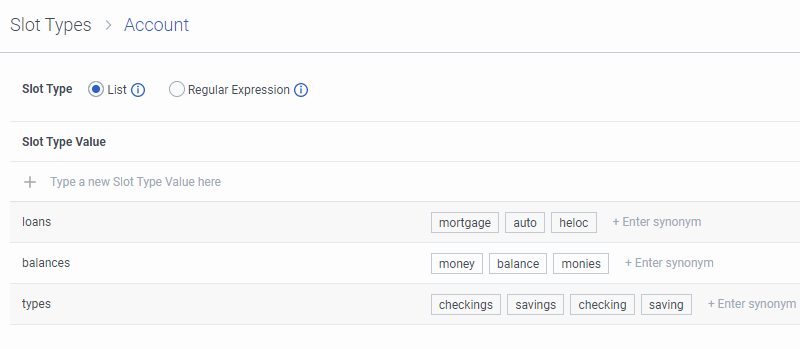 Slot Types > Account
Slot Type List Regular Expression
Slot Type Value
+ Type a new Slot Type Value here
loans mortgage auto heloc + Enter synonym
balances money balance monies + Enter synonym
types checkings savings checking saving + Enter synonym